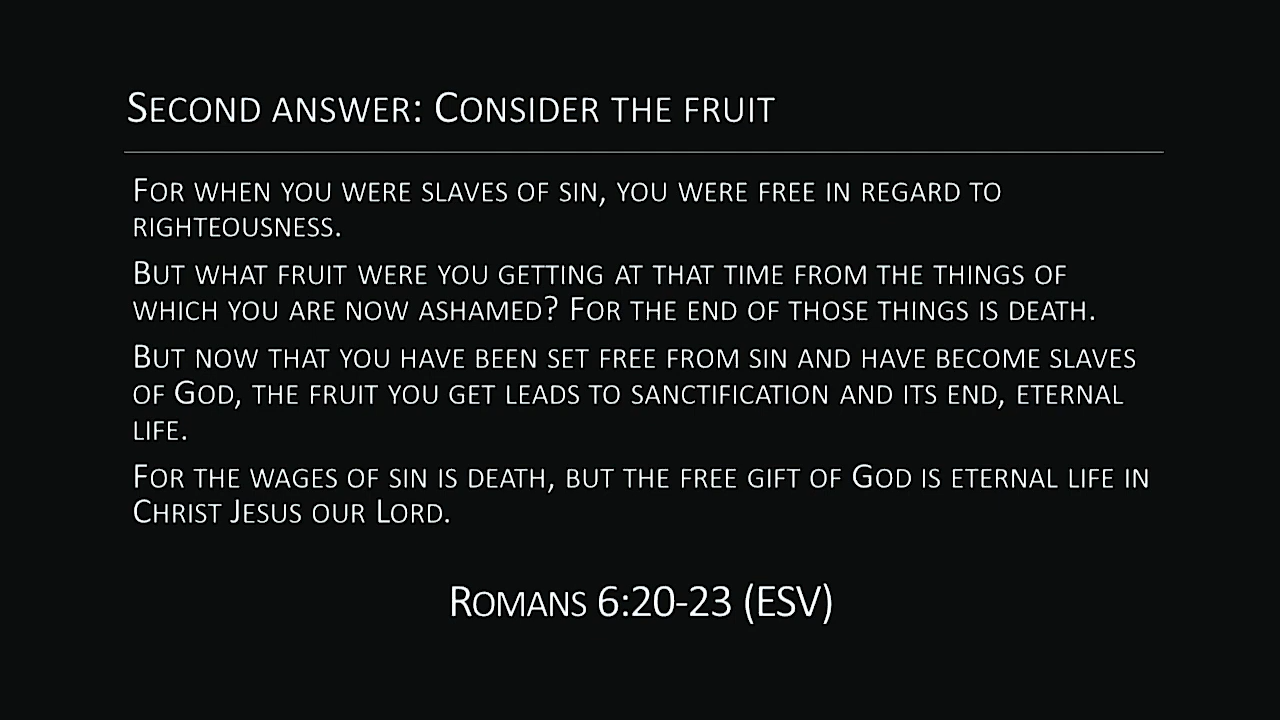 Second answer: Consider the fruit
For when you were slaves of sin, you were free in regard to
righteousness.
But what fruit were you getting at that time from the things of
which you are now ashamed? For the end of those things is death.
But now that you have been set free from sin and have become slaves
of God, the fruit you get leads to sanctification and its end, eternal
life.
For the wages of sin is death, but the free gift of God is eternal life in
Christ Jesus our Lord.
Romans 6:20-23 (ESV)